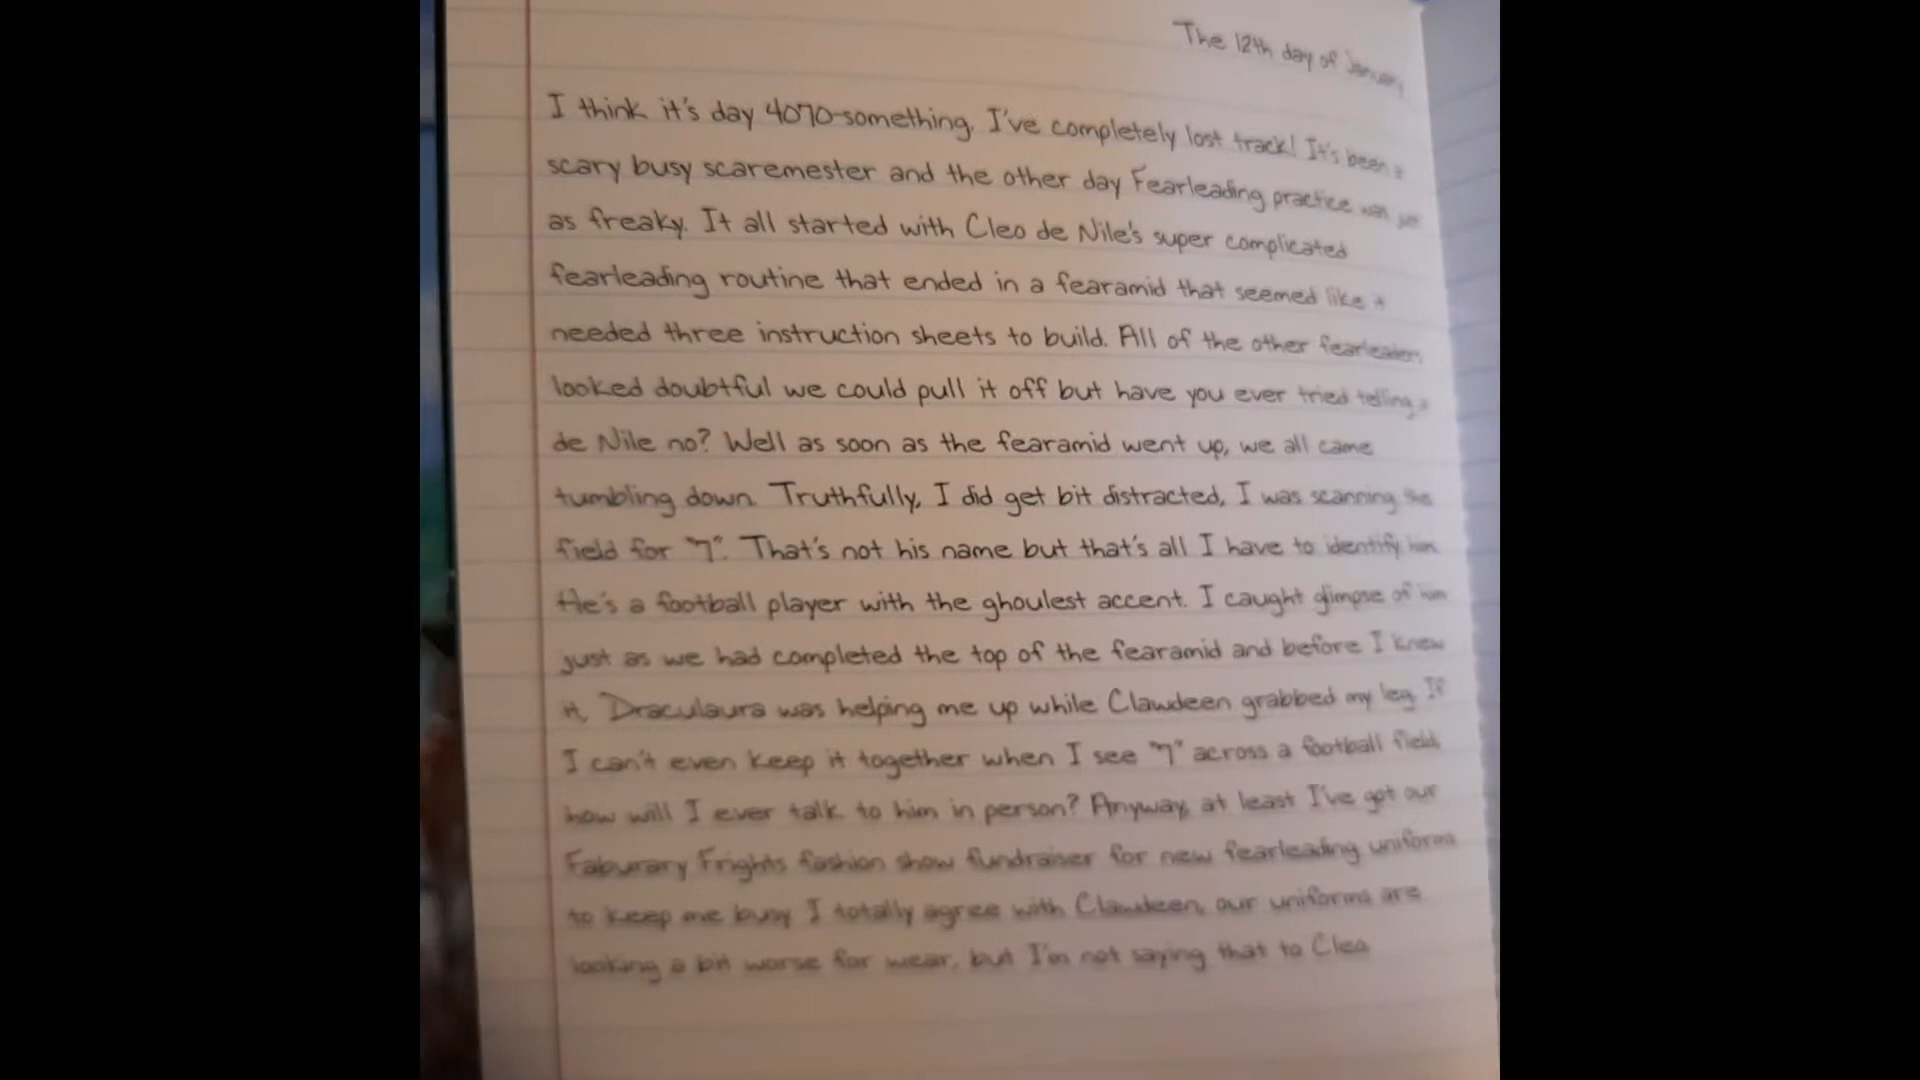 The 12th day of January
I think it's day 4070-something. I've completely lost track! It's been a
scary busy scaremester and the other day Fearleading practice was just
as freaky. It all started with Cleo de Nile's super complicated
fearleading routine that ended in a fearamid that seemed like it
needed three instruction sheets to build. All of the other fearleaders
looked doubtful we could pull it off but have you ever tried telling a
de Nile no? Well as soon as the fearamid went up, we all came
tumbling down. Truthfully, I did get bit distracted, I was scanning the
field for "7". That's not his name but that's all I have to identify him
He's a football player with the ghoulest accent. I caught glimpse of him
just as we had completed the top of the fearamid and before I knew
it, Draculaura was helping me up while Clawdeen grabbed my leg. If
I can't even keep it together when I see "7" across a football field,
how will I ever talk to him in person? Anyway, at least I've got our
Faburary Frights fashion show fundraiser for new fearleading uniforms
to keep me busy. I totally agree with Clawdeen, our uniforms are
looking a bit worse for wear, but I'm not saying that to Cleo